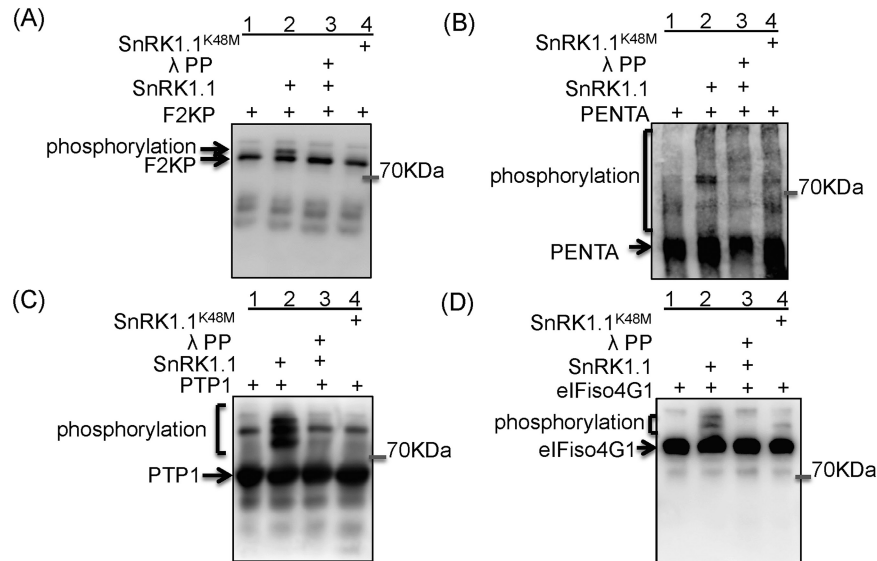 (A)
1 2 3 4
SnRK1.1K48M +
λ PP +
SnRK1.1 + +
F2KP + + + +
phosphorylation
F2KP
70KDa
(B)
1 2 3 4
SnRK1.1K48M +
λ PP +
SnRK1.1 + +
PENTA + + + +
phosphorylation
70KDa
PENTA
(C)
1 2 3 4
SnRK1.1K48M +
λ PP +
SnRK1.1 + +
PTP1 + + + +
phosphorylation
70KDa
PTP1
(D)
1 2 3 4
SnRK1.1K48M +
λ PP +
SnRK1.1 + +
eIFiso4G1 + + + +
phosphorylation
eIFiso4G1
70KDa